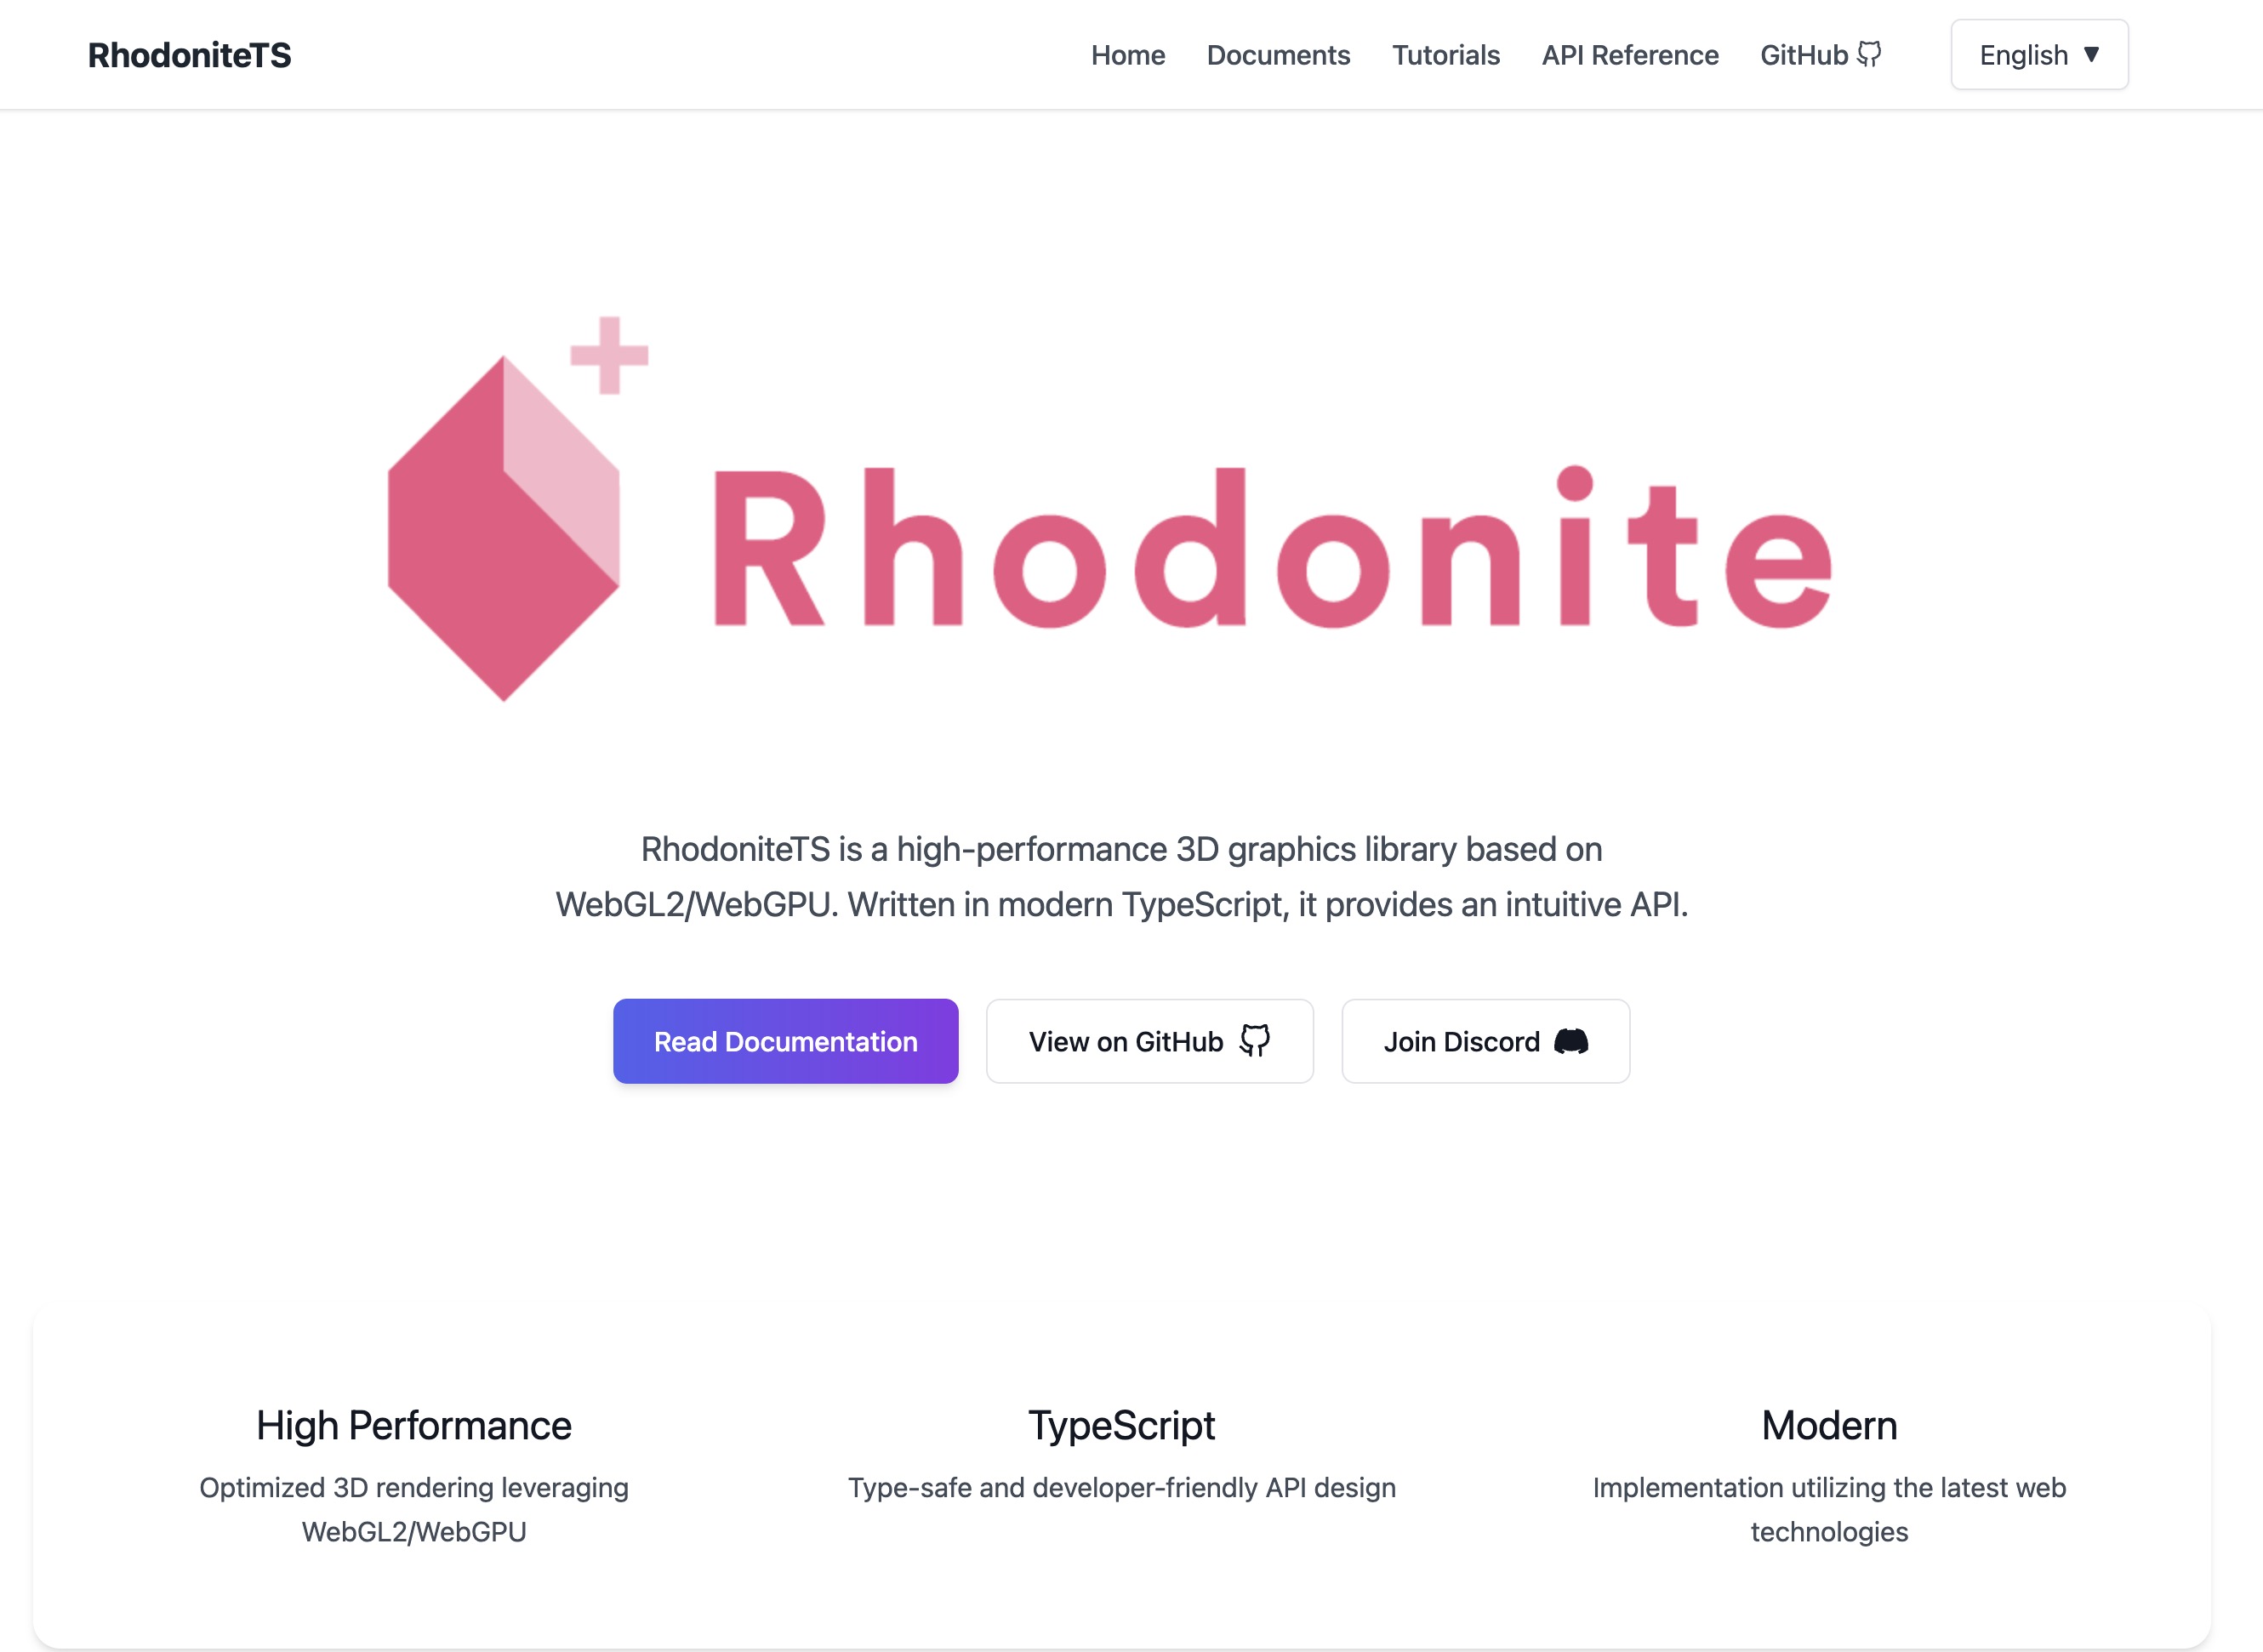 RhodoniteTS
Home
Documents
Tutorials
API Reference
GitHub
English ▼
Rhodonite
RhodoniteTS is a high-performance 3D graphics library based on
WebGL2/WebGPU. Written in modern TypeScript, it provides an intuitive API.
Read Documentation
View on GitHub
Join Discord
High Performance
Optimized 3D rendering leveraging
WebGL2/WebGPU
TypeScript
Type-safe and developer-friendly API design
Modern
Implementation utilizing the latest web
technologies